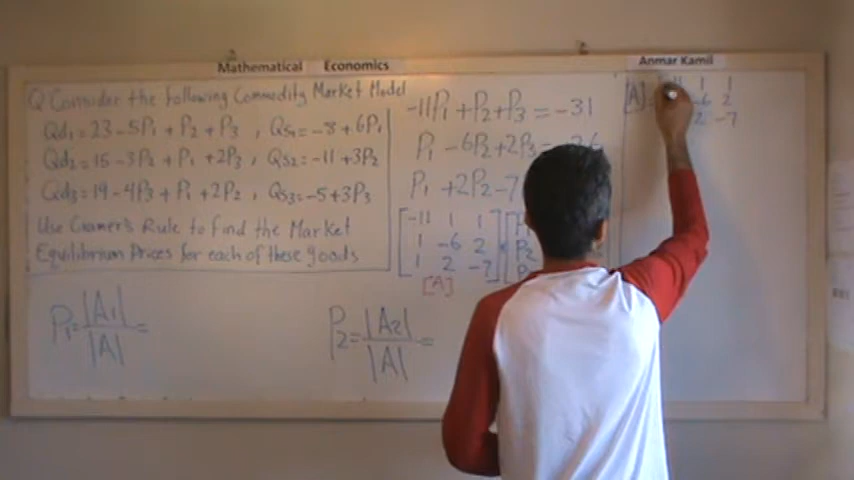 Mathematical Economics
Anmar Kamil
Q Consider the following Commodity Market Model
Qd1 = 23 - 5P1 + P2 + P3 , Qs1 = -8 + 6P1
Qd2 = 15 - 3P2 + P1 + 2P3 , Qs2 = -11 + 3P2
Qd3 = 19 - 4P3 + P1 + 2P2 , Qs3 = -5 + 3P3
Use Cramer's Rule to find the Market
Equilibrium Prices for each of these goods
P1 = |A1| / |A| =
P2 = |A2| / |A| =
-11P1 + P2 + P3 = -31
P1 - 6P2 + 2P3 = -26
P1 + 2P2 - 7
-11 1 1
1 -6 2
1 2 -7
P2
[A]
|A| =
1 1
-6 2
2 -7